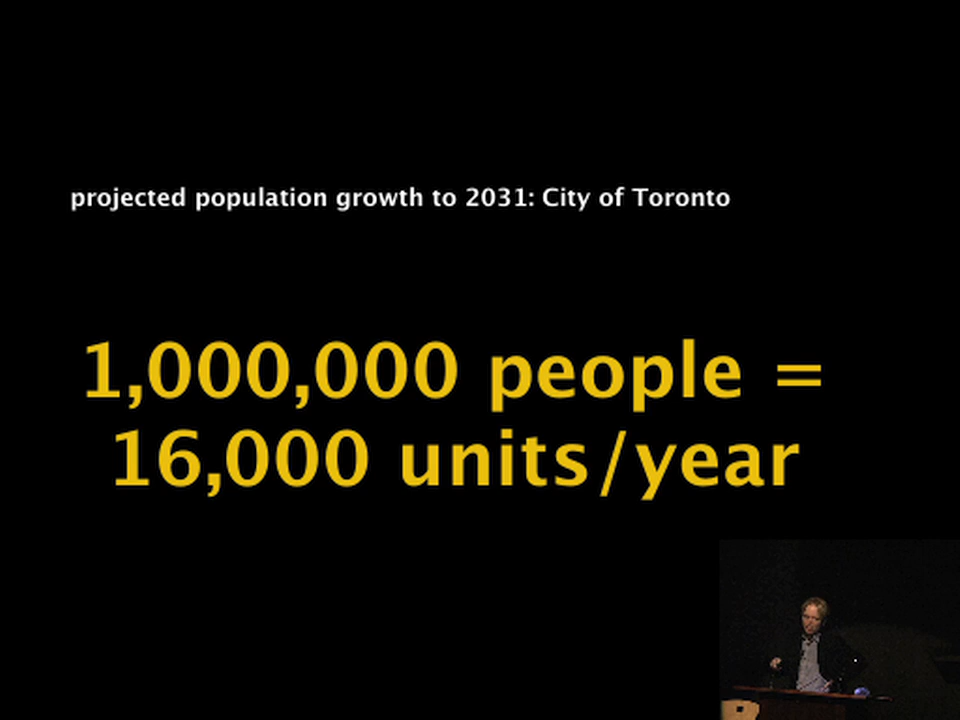 projected population growth to 2031: City of Toronto
1,000,000 people =
16,000 units/year